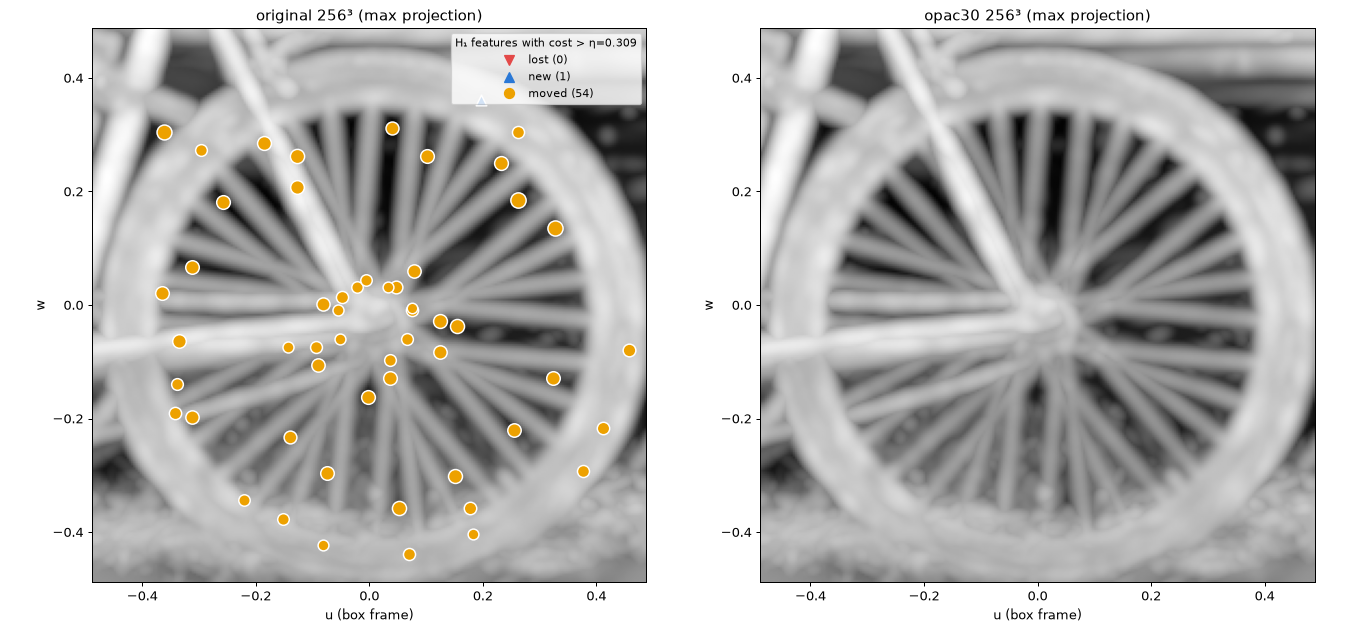 original 256³ (max projection)
H₁ features with cost > η=0.309
lost (0)
new (1)
moved (54)
0.4
0.2
0.0
−0.2
−0.4
w
−0.4
−0.2
0.0
0.2
0.4
u (box frame)
opac30 256³ (max projection)
0.4
0.2
0.0
−0.2
−0.4
w
−0.4
−0.2
0.0
0.2
0.4
u (box frame)